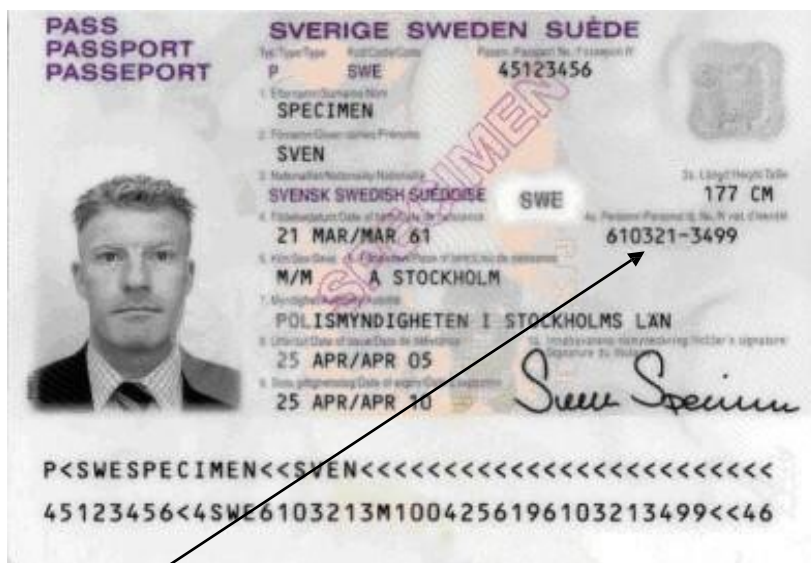 PASS
PASSPORT
PASSEPORT
SVERIGE SWEDEN SUÈDE
P SWE 45123456
SPECIMEN
SVEN
SVENSK SWEDISH SUÉDOISE SWE 177 CM
21 MAR/MAR 61 610321-3499
M/M A STOCKHOLM
POLISMYNDIGHETEN I STOCKHOLMS LÄN
25 APR/APR 05
25 APR/APR 10
Sven Specimen
SPECIMEN
P<SWESPECIMEN<<SVEN<<<<<<<<<<<<<<<<<<<<<<<<<
45123456<4SWE6103213M1004256196103213499<<46